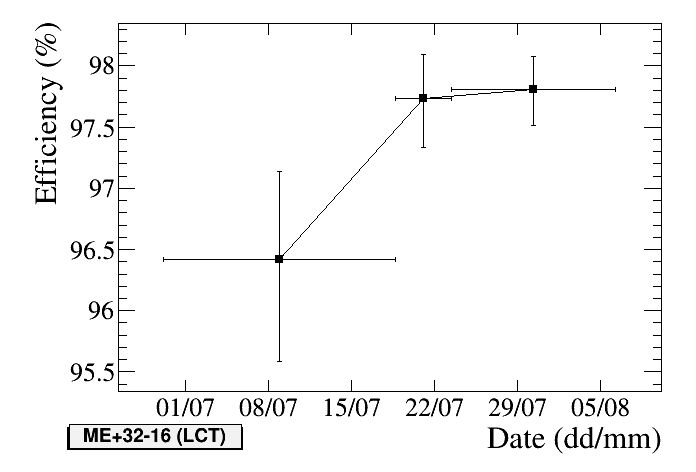 Efficiency (%)
98
97.5
97
96.5
96
95.5
01/07 08/07 15/07 22/07 29/07 05/08
ME+32-16 (LCT)
Date (dd/mm)